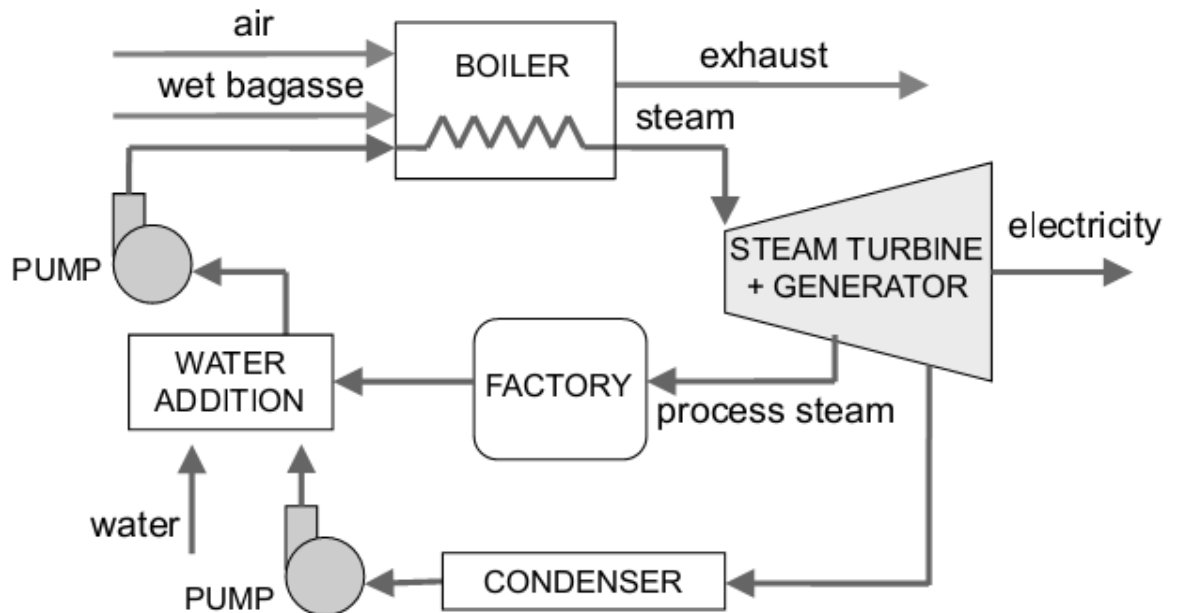 air
BOILER
exhaust
wet bagasse
steam
electricity
STEAM TURBINE
+ GENERATOR
PUMP
WATER
ADDITION
FACTORY
process steam
water
PUMP
CONDENSER